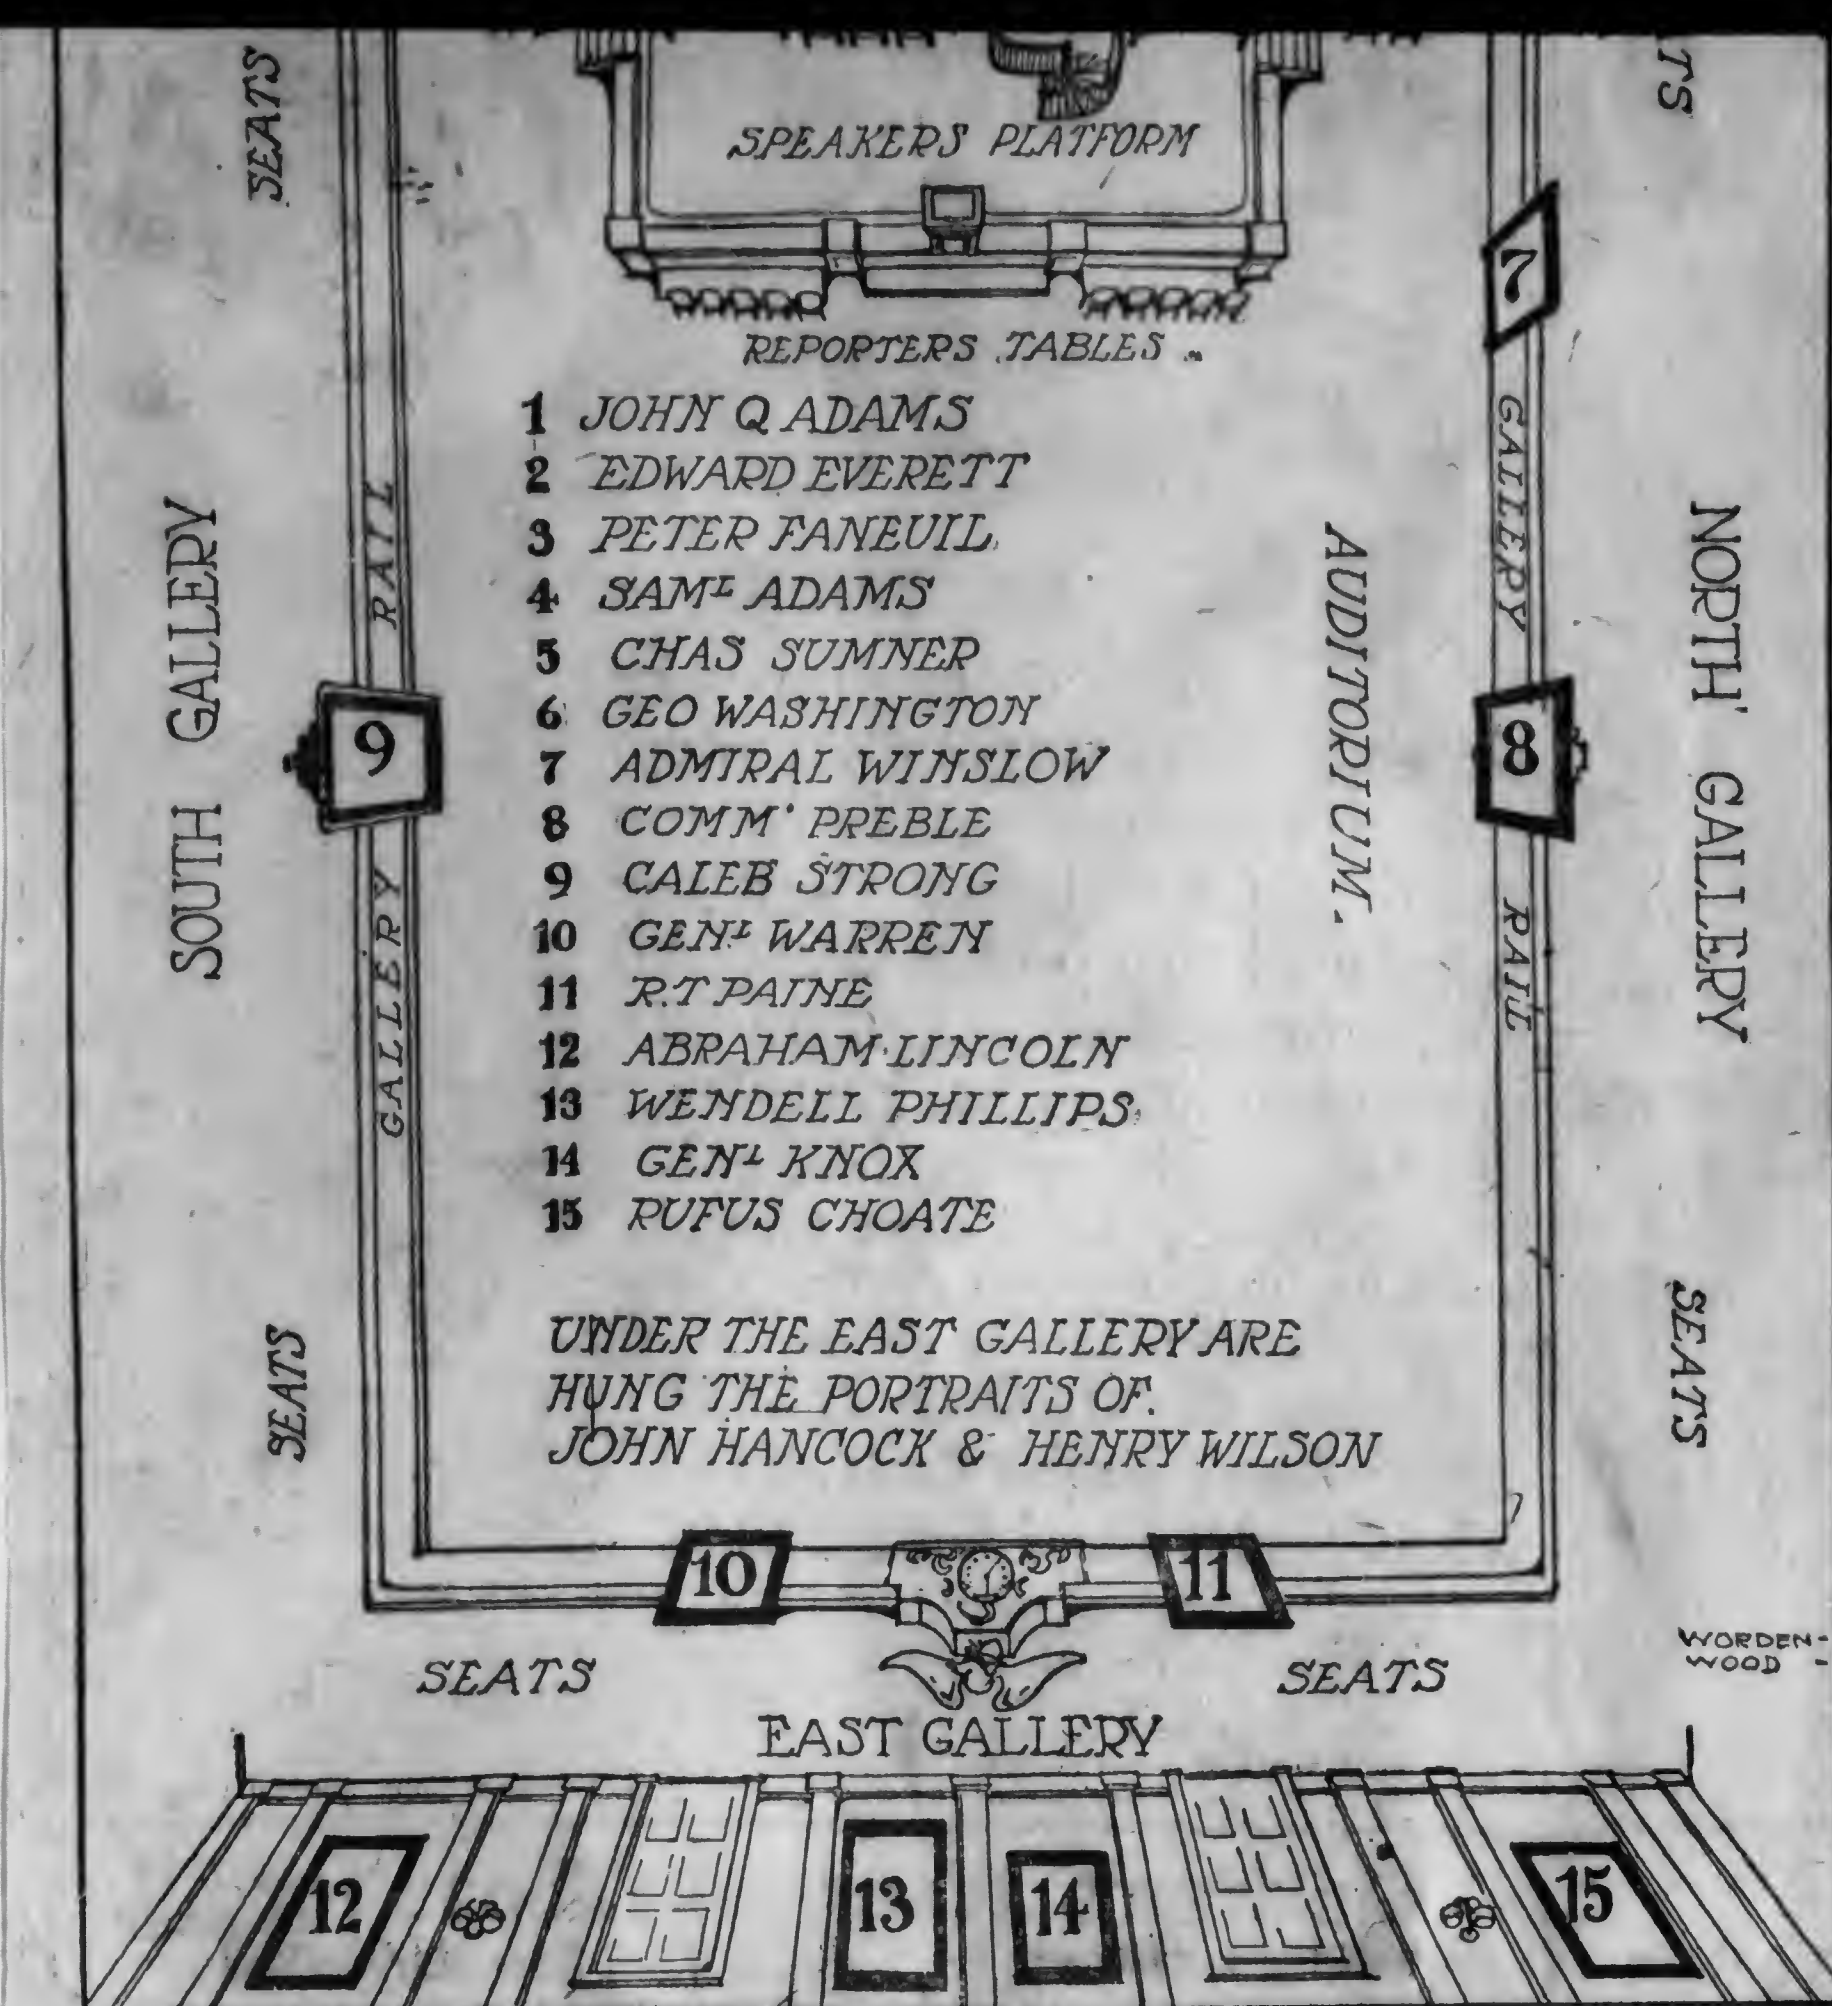 SEATS
TS
SPEAKERS PLATFORM
7
REPORTERS TABLES
1 JOHN Q ADAMS
2 EDWARD EVERETT
3 PETER FANEUIL
4 SAML ADAMS
5 CHAS SUMNER
6 GEO WASHINGTON
7 ADMIRAL WINSLOW
8 COMM' PREBLE
9 CALEB STRONG
10 GENL WARREN
11 R.T PAINE
12 ABRAHAM LINCOLN
13 WENDELL PHILLIPS
14 GENL KNOX
15 RUFUS CHOATE
SOUTH GALLERY
GALLERY RAIL
9
AUDITORIUM.
GALLERY RAIL
8
NORTH GALLERY
SEATS
SEATS
UNDER THE EAST GALLERY ARE
HUNG THE PORTRAITS OF.
JOHN HANCOCK & HENRY WILSON
10
11
SEATS
SEATS
WORDEN-
WOOD -
EAST GALLERY
12
13
14
15